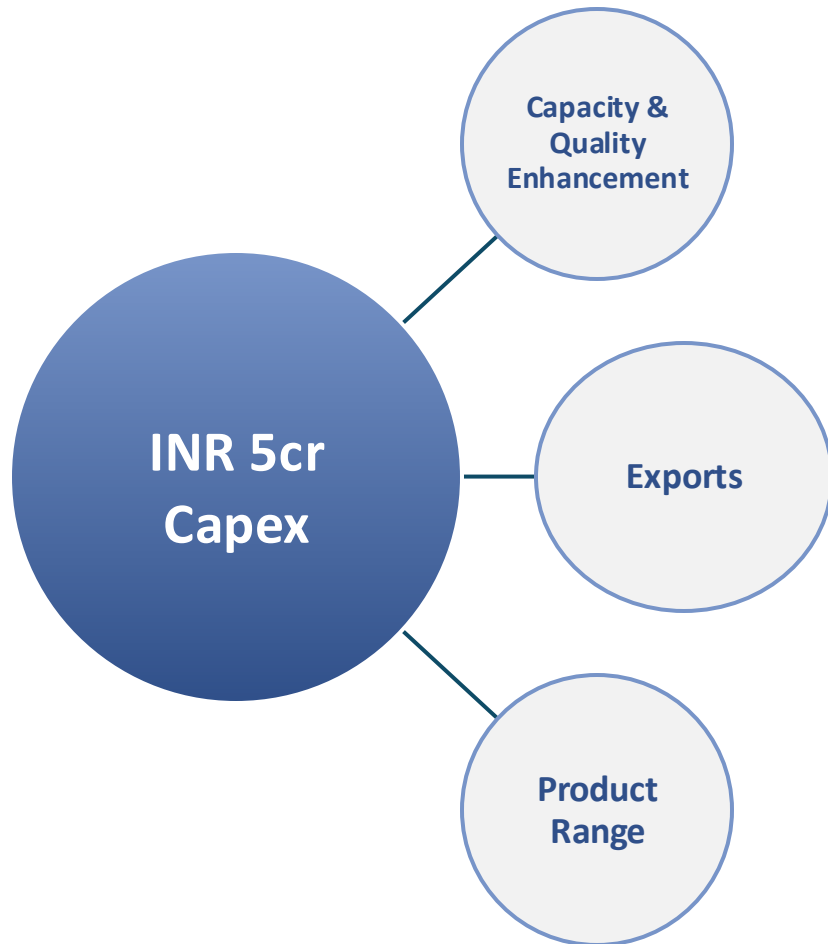 Capacity &
Quality
Enhancement
INR 5cr
Capex
Exports
Product
Range